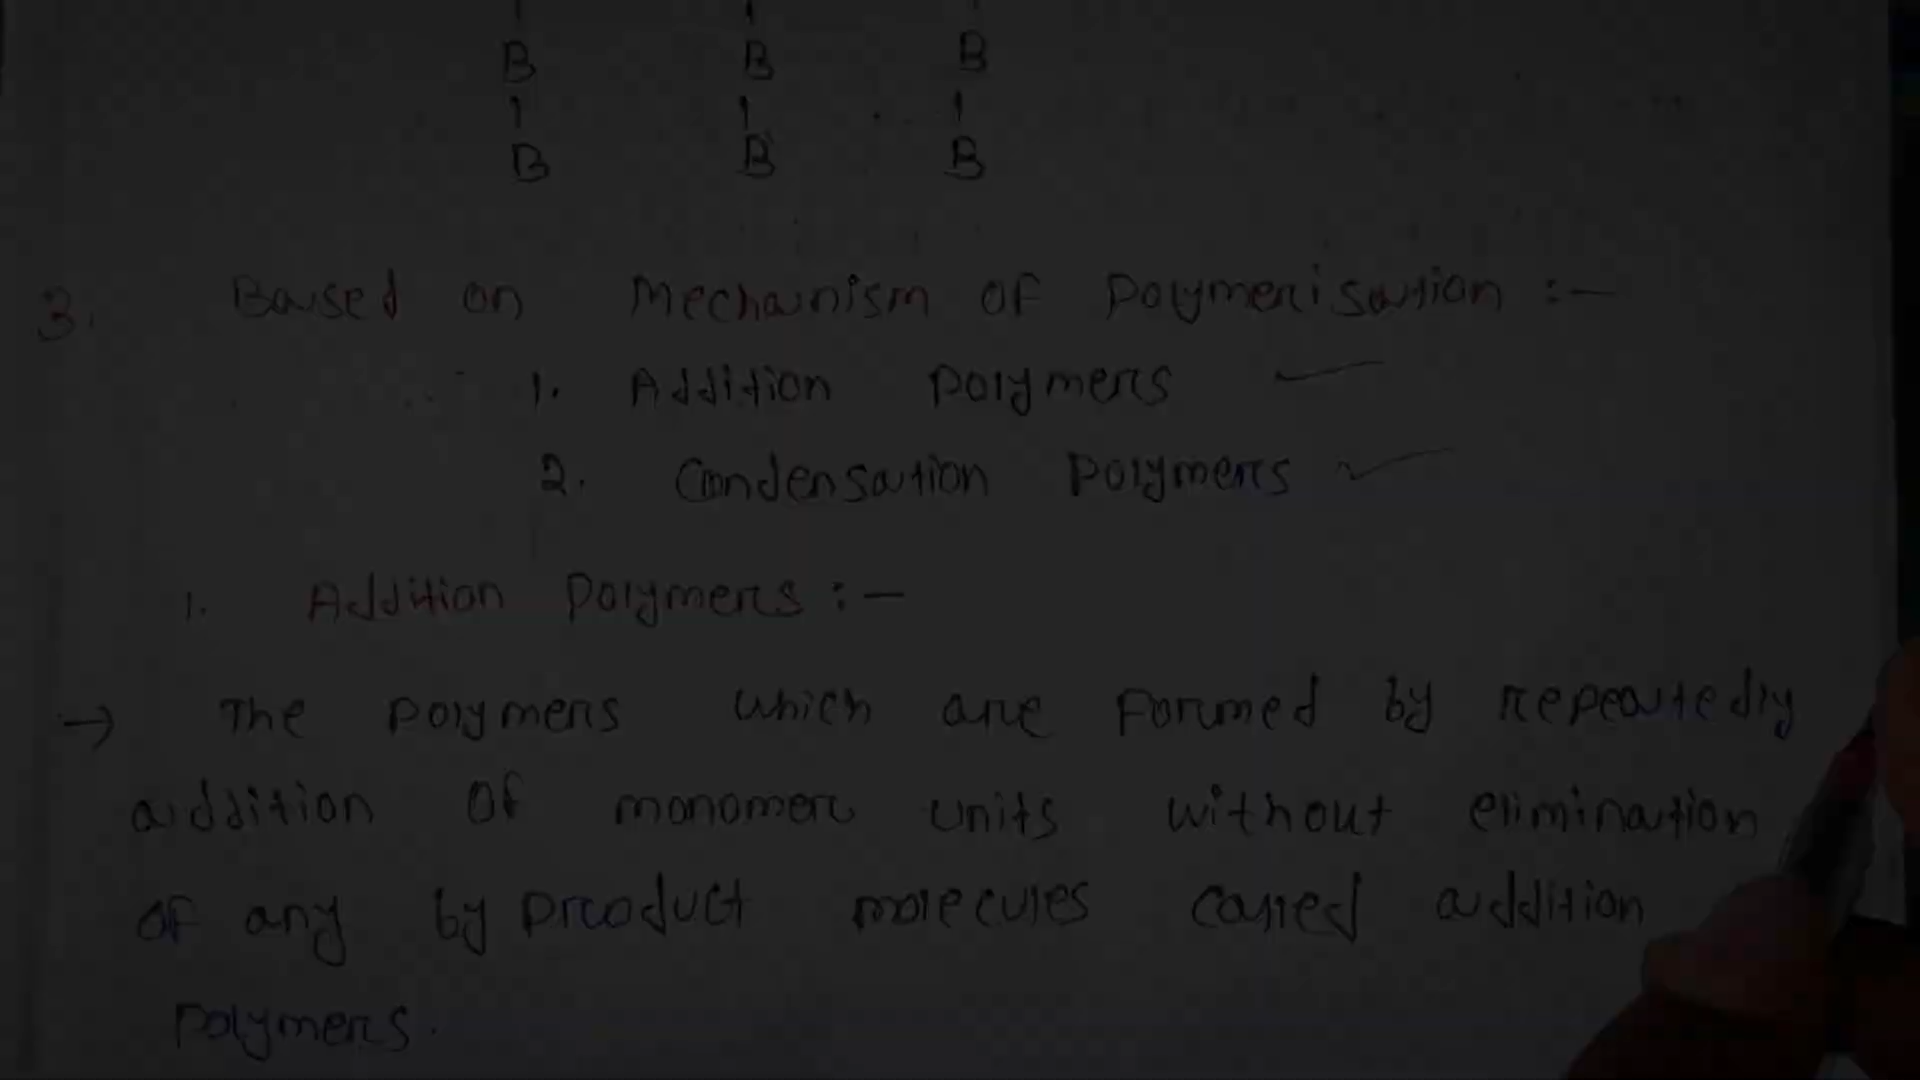 B B B
B B B
3. Based on Mechanism of Polymerisation :-
1. Addition Polymers
2. Condensation Polymers
1. Addition Polymers :-
→ The polymers which are formed by repeatedly
addition of monomer units without elimination
of any by product molecules called addition
polymers.